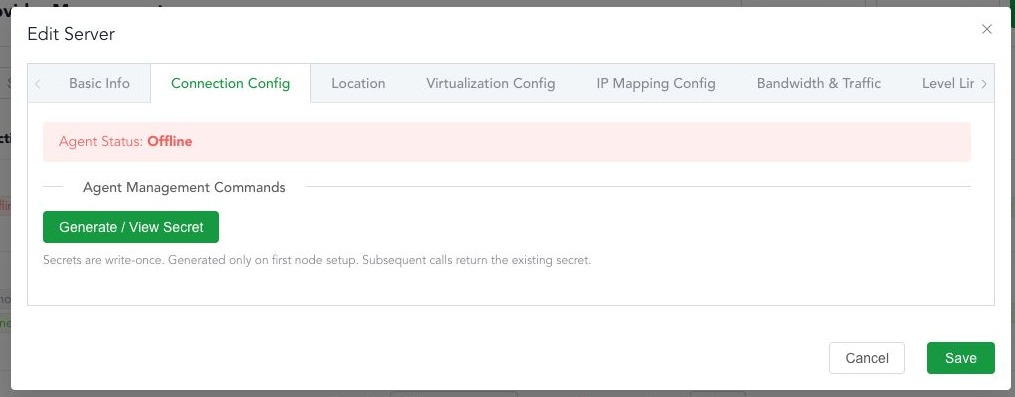 Edit Server
Basic Info Connection Config Location Virtualization Config IP Mapping Config Bandwidth & Traffic Level Lir
Agent Status: Offline
Agent Management Commands
Generate / View Secret
Secrets are write-once. Generated only on first node setup. Subsequent calls return the existing secret.
Cancel Save